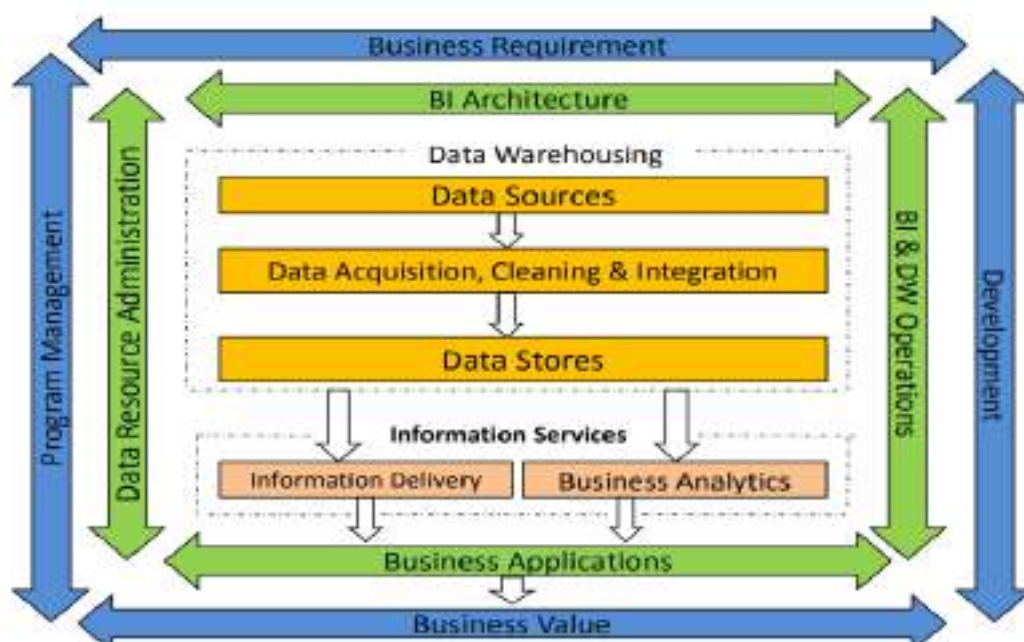 Business Requirement
BI Architecture
Program Management
Data Resource Administration
Data Warehousing
Data Sources
Data Acquisition, Cleaning & Integration
Data Stores
Information Services
Information Delivery
Business Analytics
BI & DW Operations
Development
Business Applications
Business Value